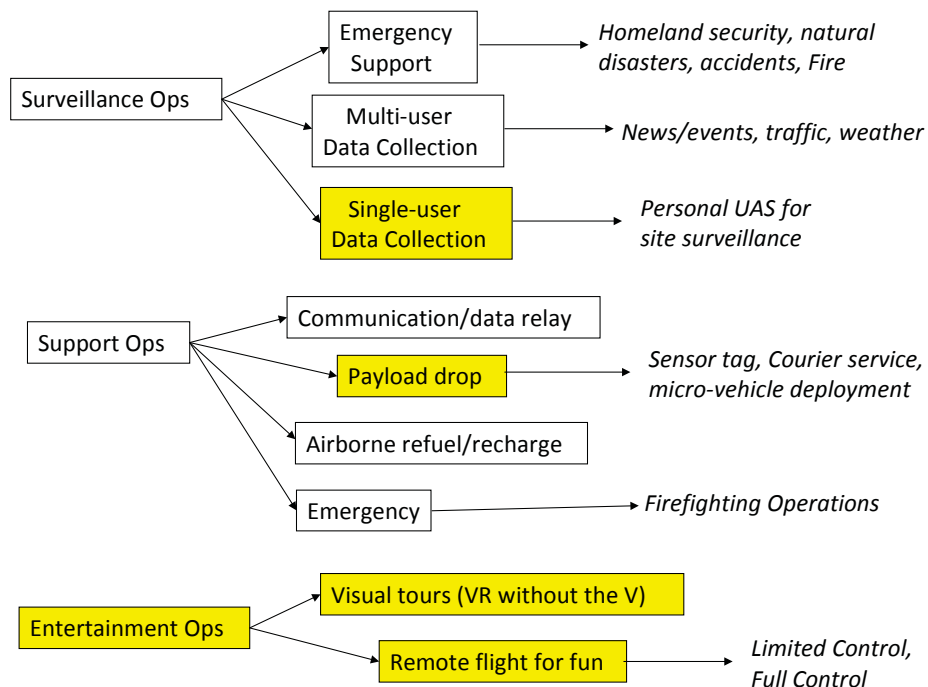 Emergency
Support
Homeland security, natural
disasters, accidents, Fire
Surveillance Ops
Multi-user
Data Collection
News/events, traffic, weather
Single-user
Data Collection
Personal UAS for
site surveillance
Support Ops
Communication/data relay
Payload drop
Sensor tag, Courier service,
micro-vehicle deployment
Airborne refuel/recharge
Emergency
Firefighting Operations
Entertainment Ops
Visual tours (VR without the V)
Remote flight for fun
Limited Control,
Full Control